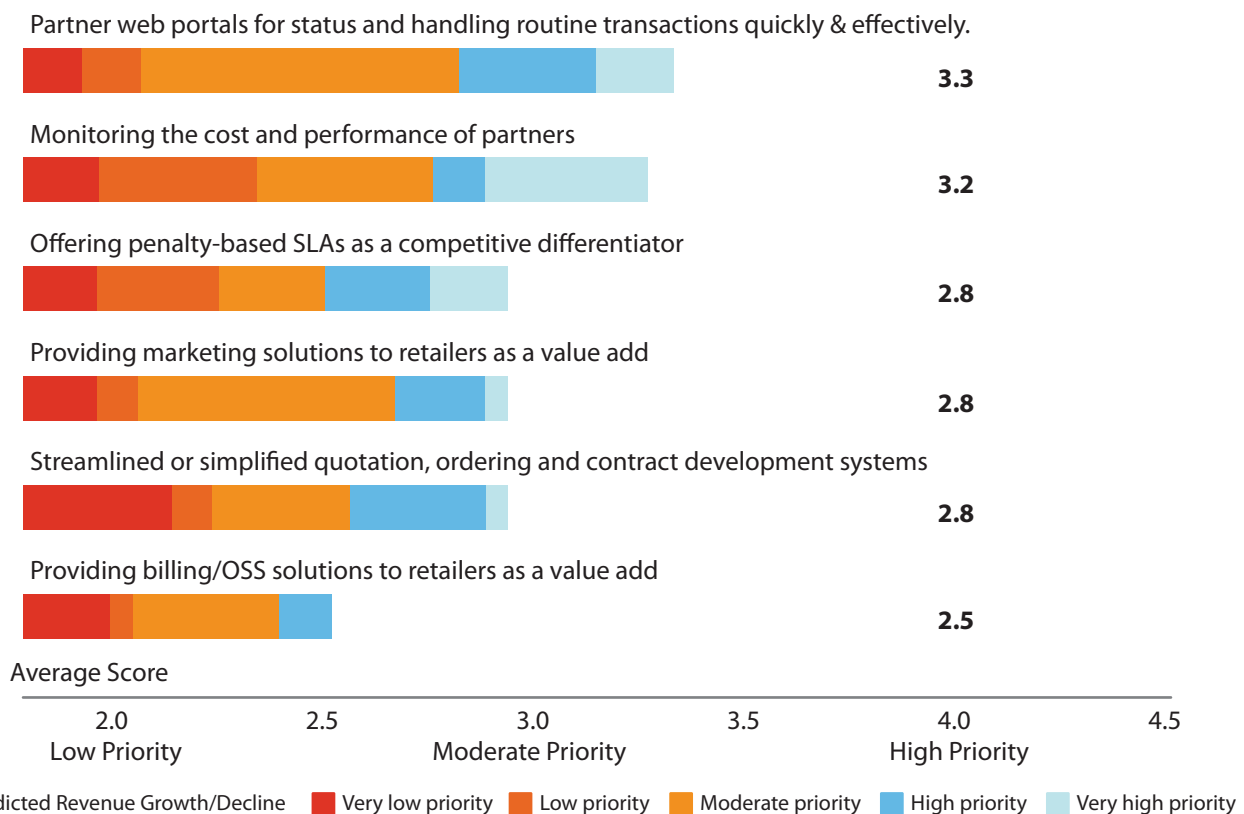 Partner web portals for status and handling routine transactions quickly & effectively.
3.3
Monitoring the cost and performance of partners
3.2
Offering penalty-based SLAs as a competitive differentiator
2.8
Providing marketing solutions to retailers as a value add
2.8
Streamlined or simplified quotation, ordering and contract development systems
2.8
Providing billing/OSS solutions to retailers as a value add
2.5
Average Score
2.0 2.5 3.0 3.5 4.0 4.5
Low Priority Moderate Priority High Priority
dicted Revenue Growth/Decline Very low priority Low priority Moderate priority High priority Very high priority